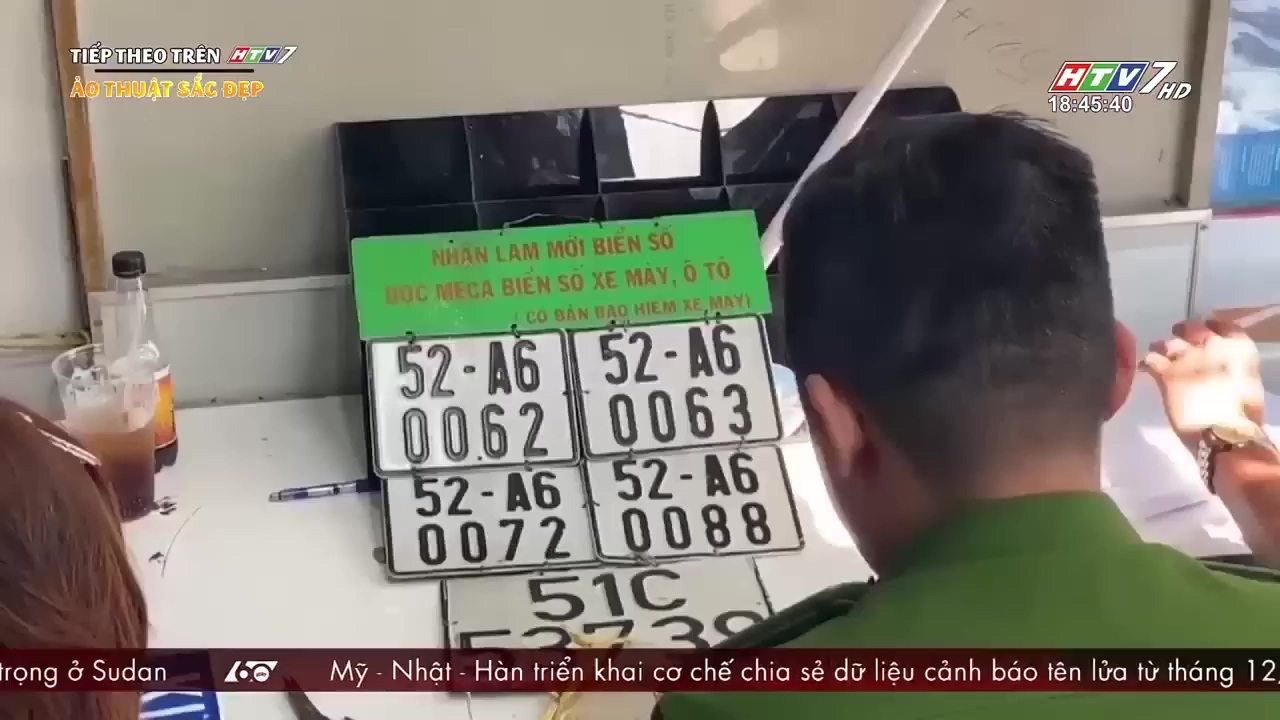 TIẾP THEO TRÊN HTV7
ẢO THUẬT SẮC ĐẸP
HTV7 HD
18:45:40
NHẬN LAM MỚI BIỂN SỐ
BỌC MECA BIỂN SỐ XE MÁY, Ô TÔ
( CÓ BÁN BẢO HIỂM XE MÁY)
52-A6
0062
52-A6
0063
52-A6
0072
52-A6
0088
51C
53738
trọng ở Sudan
60
Mỹ - Nhật - Hàn triển khai cơ chế chia sẻ dữ liệu cảnh báo tên lửa từ tháng 12,